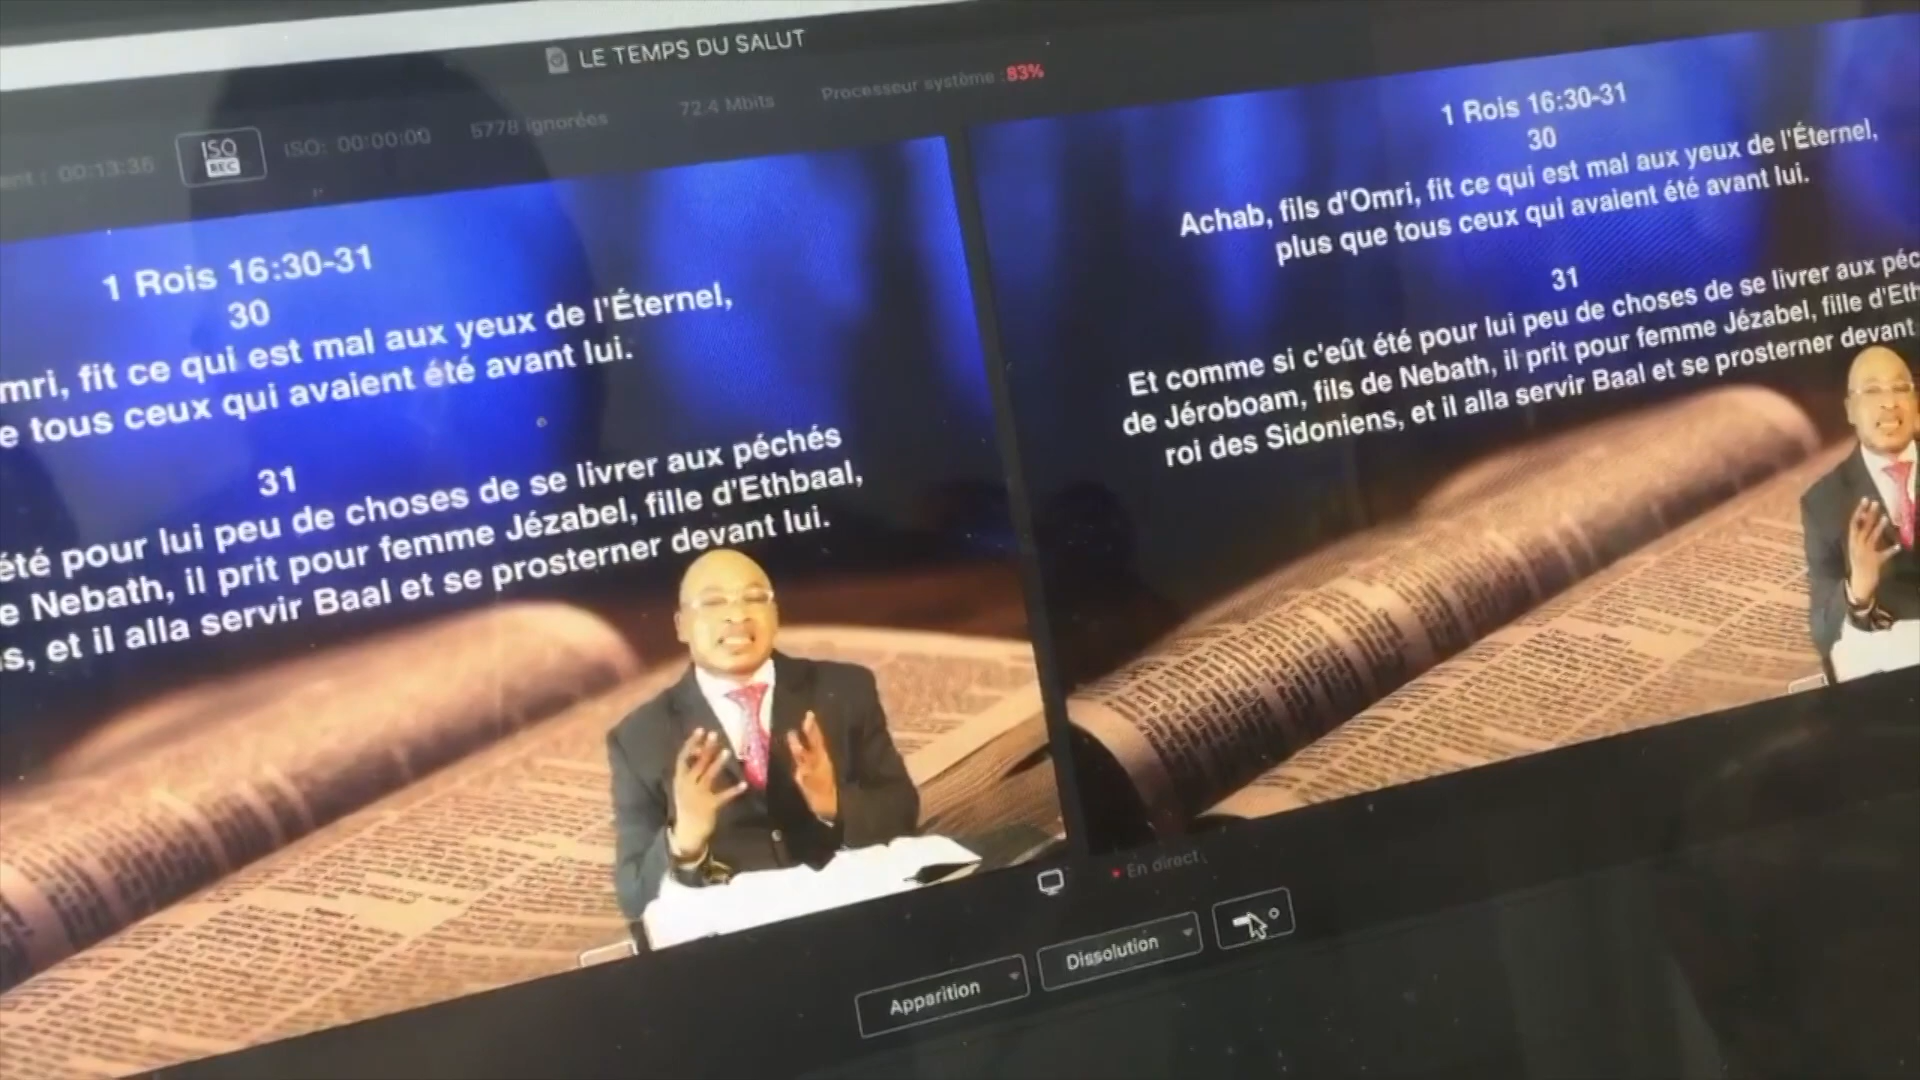 LE TEMPS DU SALUT
00:13:36
ISO
REC
ISO: 00:00:00
5778 ignorées
72.4 Mbits
Processeur système : 83%
1 Rois 16:30-31
30
fit ce qui est mal aux yeux de l'Éternel,
tous ceux qui avaient été avant lui.
31
été pour lui peu de choses de se livrer aux péchés
Nebath, il prit pour femme Jézabel, fille d'Ethbaal,
et il alla servir Baal et se prosterner devant lui.
1 Rois 16:30-31
30
Achab, fils d'Omri, fit ce qui est mal aux yeux de l'Éternel,
plus que tous ceux qui avaient été avant lui.
31
Et comme si c'eût été pour lui peu de choses de se livrer aux
de Jéroboam, fils de Nebath, il prit pour femme Jézabel, fille
roi des Sidoniens, et il alla servir Baal et se prosterner devant
En direct
Apparition
Dissolution